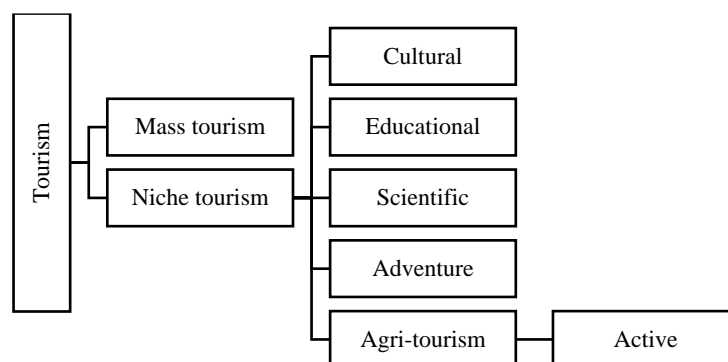 Tourism
Mass tourism
Niche tourism
Cultural
Educational
Scientific
Adventure
Agri-tourism
Active